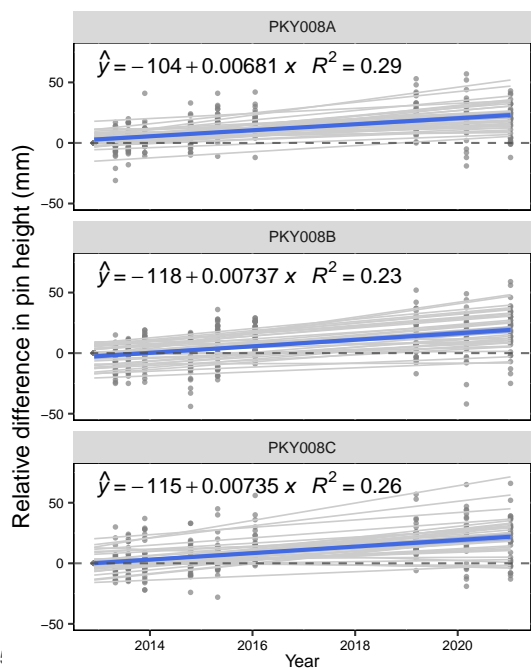 PKY008A
ŷ = −104 + 0.00681 x R² = 0.29
50
0
−50
PKY008B
ŷ = −118 + 0.00737 x R² = 0.23
50
0
−50
PKY008C
ŷ = −115 + 0.00735 x R² = 0.26
50
0
−50
2014 2016 2018 2020
Year
Relative difference in pin height (mm)